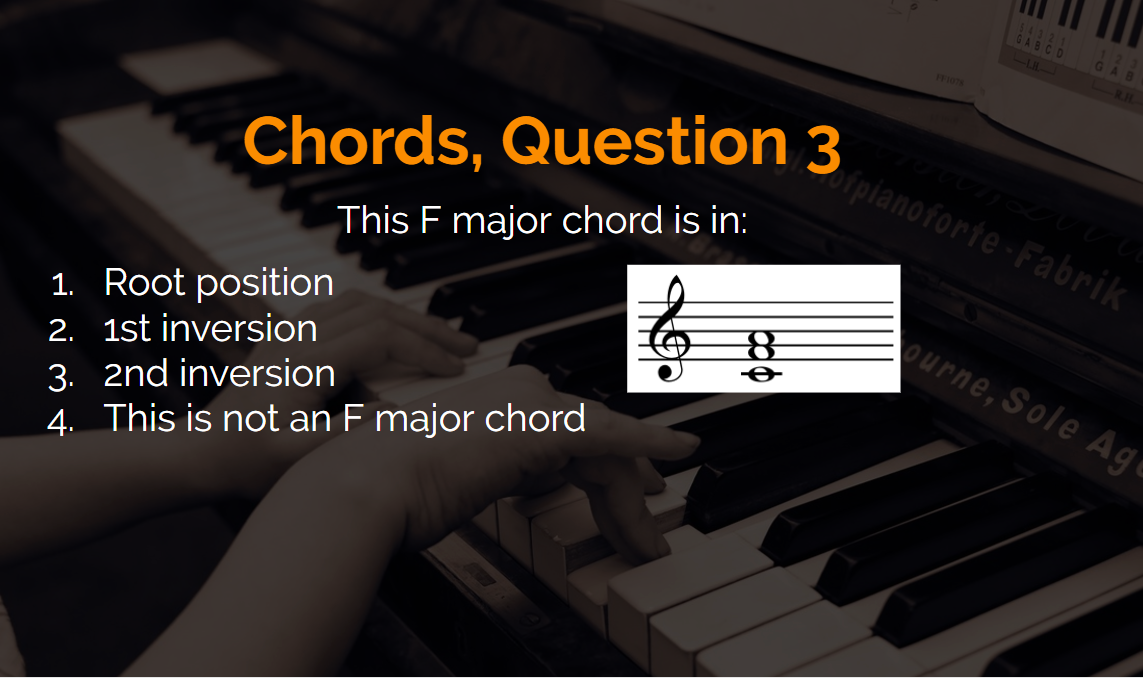 Chords, Question 3
This F major chord is in:
1. Root position
2. 1st inversion
3. 2nd inversion
4. This is not an F major chord
Hofpianoforte-Fabrik
bourne, Sole Ag